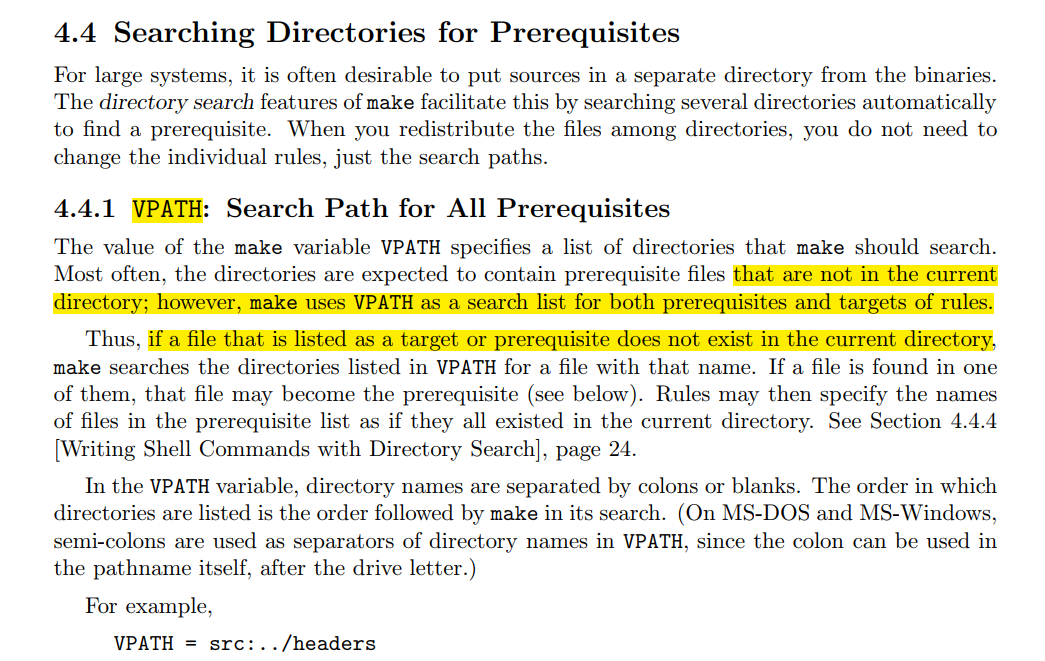 4.4 Searching Directories for Prerequisites
For large systems, it is often desirable to put sources in a separate directory from the binaries.
The directory search features of make facilitate this by searching several directories automatically
to find a prerequisite. When you redistribute the files among directories, you do not need to
change the individual rules, just the search paths.
4.4.1 VPATH: Search Path for All Prerequisites
The value of the make variable VPATH specifies a list of directories that make should search.
Most often, the directories are expected to contain prerequisite files that are not in the current
directory; however, make uses VPATH as a search list for both prerequisites and targets of rules.
Thus, if a file that is listed as a target or prerequisite does not exist in the current directory,
make searches the directories listed in VPATH for a file with that name. If a file is found in one
of them, that file may become the prerequisite (see below). Rules may then specify the names
of files in the prerequisite list as if they all existed in the current directory. See Section 4.4.4
[Writing Shell Commands with Directory Search], page 24.
In the VPATH variable, directory names are separated by colons or blanks. The order in which
directories are listed is the order followed by make in its search. (On MS-DOS and MS-Windows,
semi-colons are used as separators of directory names in VPATH, since the colon can be used in
the pathname itself, after the drive letter.)
For example,
VPATH = src:../headers